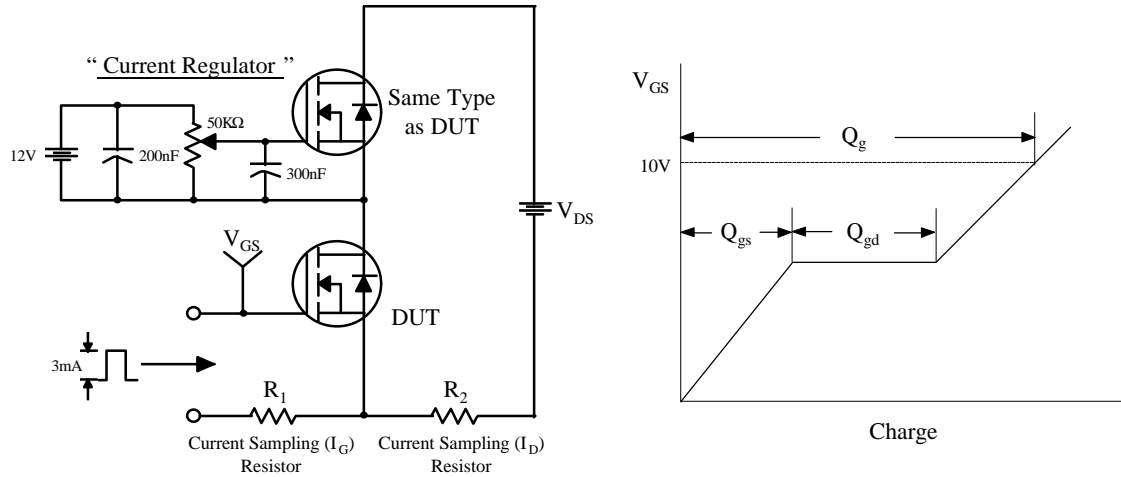 “ Current Regulator ”
50KΩ
12V
200nF
300nF
Same Type
as DUT
V_DS
V_GS
DUT
3mA
R_1
R_2
Current Sampling (I_G)
Resistor
Current Sampling (I_D)
Resistor
V_GS
Q_g
10V
Q_gs
Q_gd
Charge